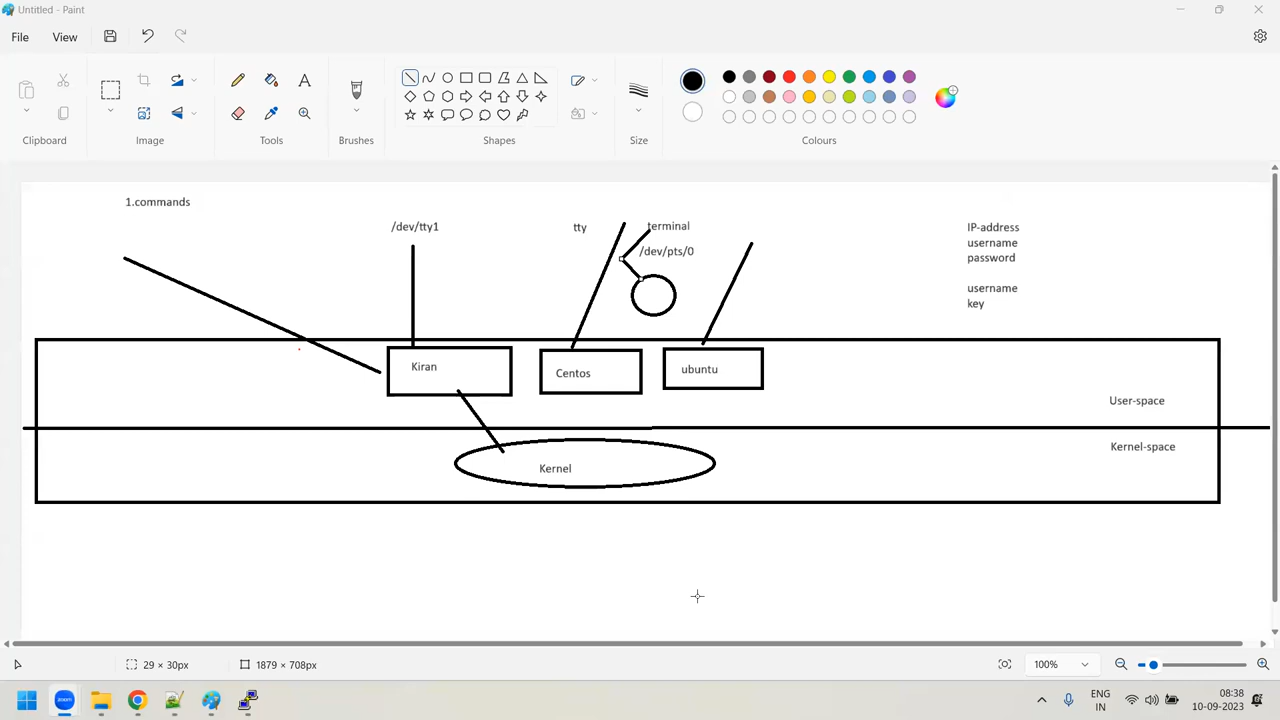 Untitled - Paint
File
View
Clipboard
Image
Tools
Brushes
Shapes
Size
Colours
1.commands
/dev/tty1
tty
terminal
/dev/pts/0
IP-address
username
password
username
key
Kiran
Centos
ubuntu
User-space
Kernel-space
Kernel
29 × 30px
1879 × 708px
100%
zoom
ENG
IN
08:38
10-09-2023